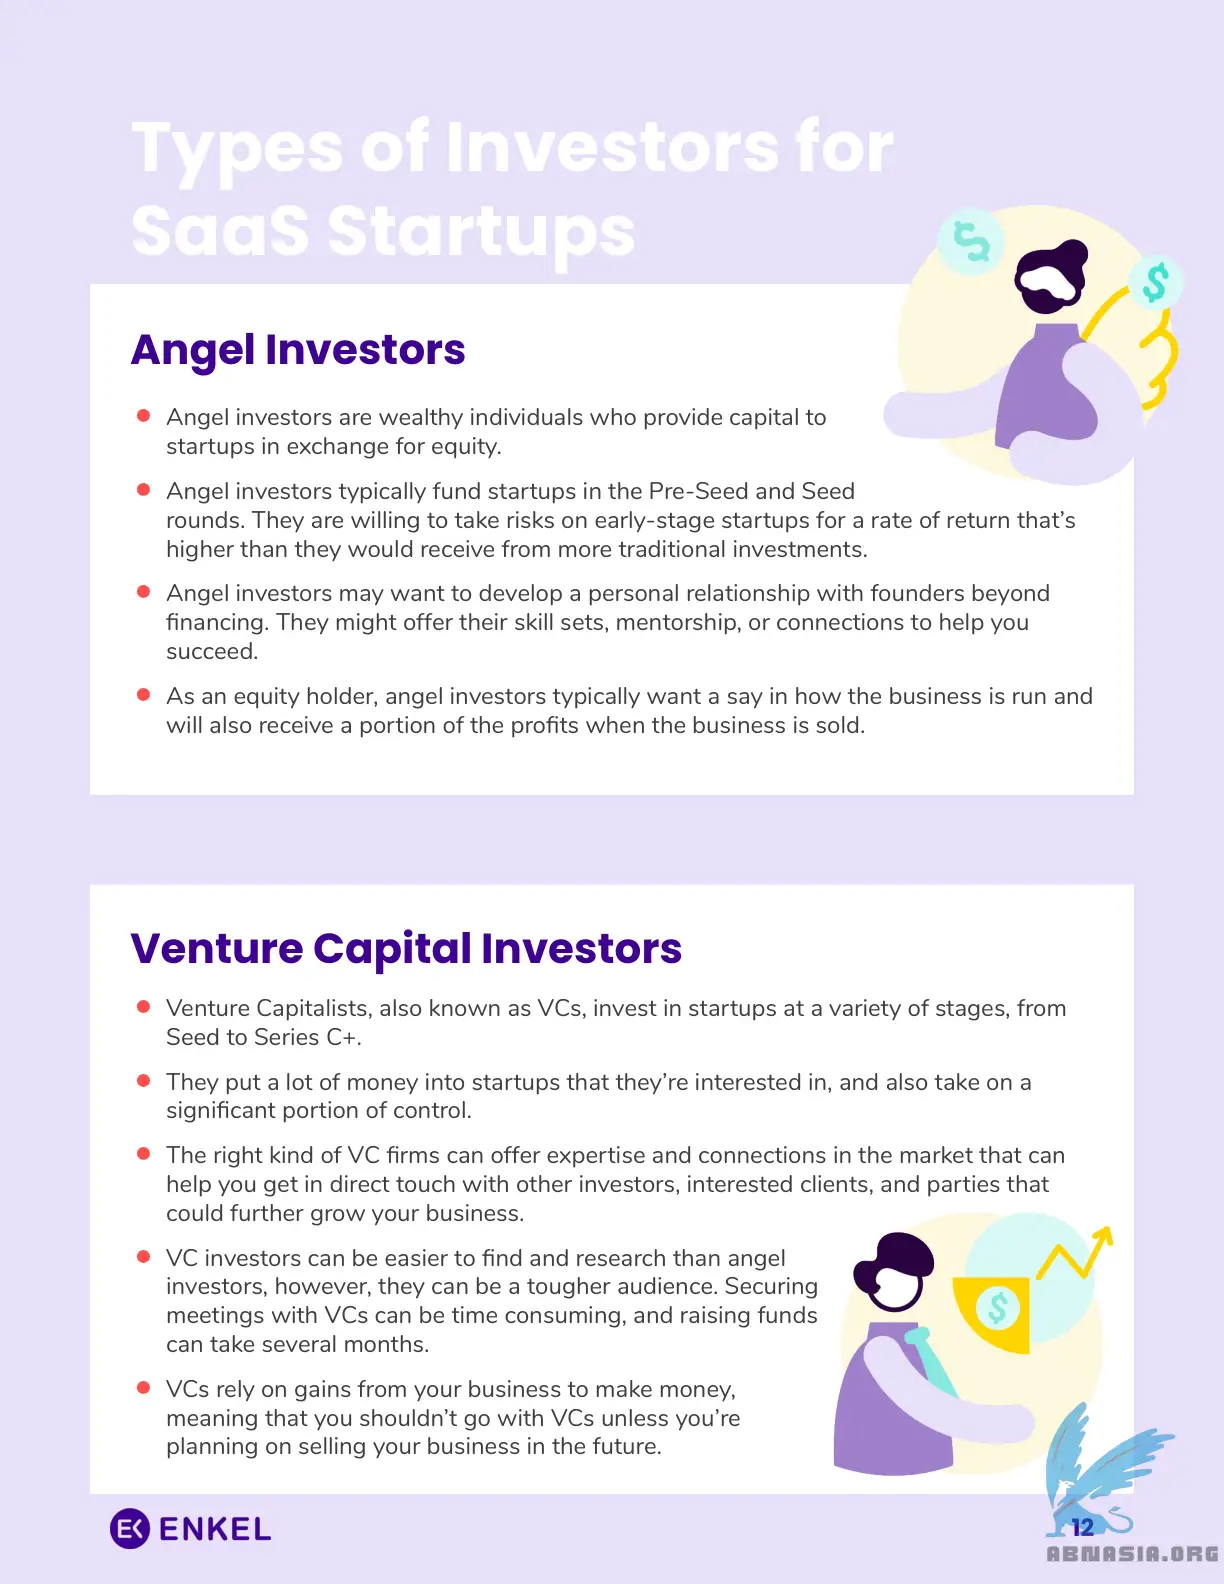 Types of Investors for
SaaS Startups
Angel Investors
Angel investors are wealthy individuals who provide capital to
startups in exchange for equity.
Angel investors typically fund startups in the Pre-Seed and Seed
rounds. They are willing to take risks on early-stage startups for a rate of return that’s
higher than they would receive from more traditional investments.
Angel investors may want to develop a personal relationship with founders beyond
financing. They might offer their skill sets, mentorship, or connections to help you
succeed.
As an equity holder, angel investors typically want a say in how the business is run and
will also receive a portion of the profits when the business is sold.
Venture Capital Investors
Venture Capitalists, also known as VCs, invest in startups at a variety of stages, from
Seed to Series C+.
They put a lot of money into startups that they’re interested in, and also take on a
significant portion of control.
The right kind of VC firms can offer expertise and connections in the market that can
help you get in direct touch with other investors, interested clients, and parties that
could further grow your business.
VC investors can be easier to find and research than angel
investors, however, they can be a tougher audience. Securing
meetings with VCs can be time consuming, and raising funds
can take several months.
VCs rely on gains from your business to make money,
meaning that you shouldn’t go with VCs unless you’re
planning on selling your business in the future.
EK ENKEL
12
ABNASIA.ORG